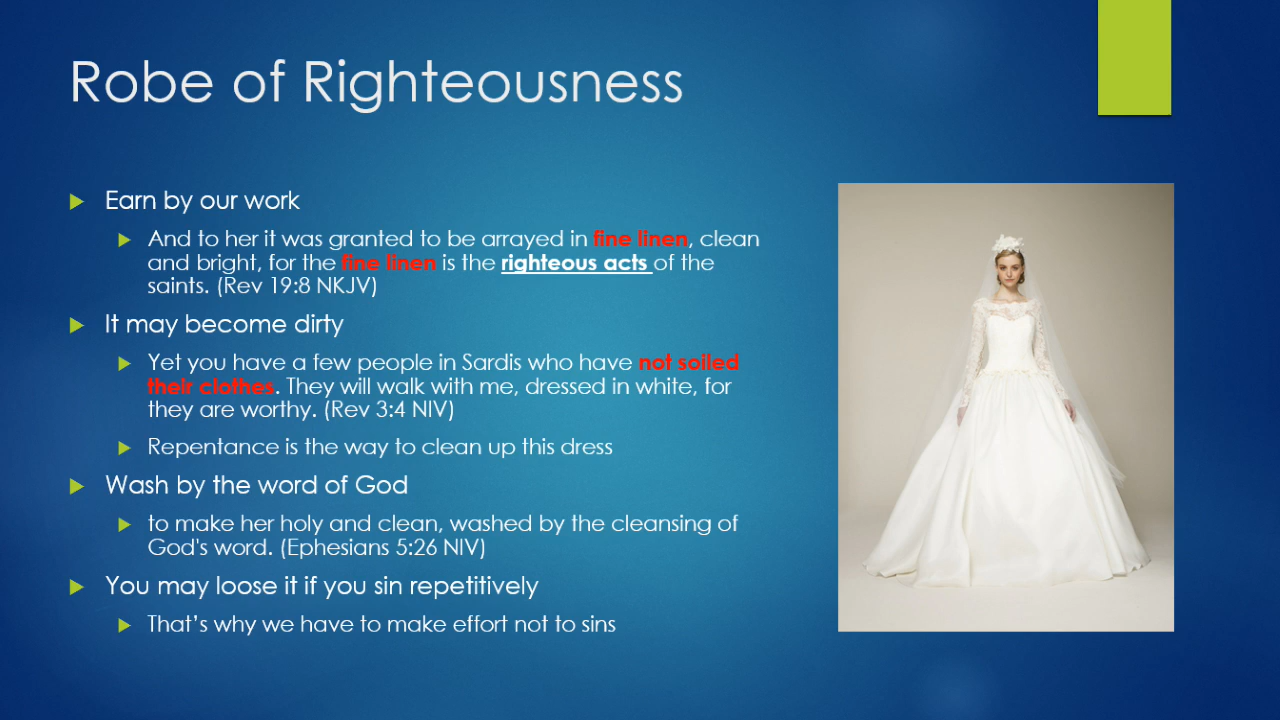 Robe of Righteousness
Earn by our work
And to her it was granted to be arrayed in fine linen, clean
and bright, for the fine linen is the righteous acts of the
saints. (Rev 19:8 NKJV)
It may become dirty
Yet you have a few people in Sardis who have not soiled
their clothes. They will walk with me, dressed in white, for
they are worthy. (Rev 3:4 NIV)
Repentance is the way to clean up this dress
Wash by the word of God
to make her holy and clean, washed by the cleansing of
God's word. (Ephesians 5:26 NIV)
You may loose it if you sin repetitively
That's why we have to make effort not to sins